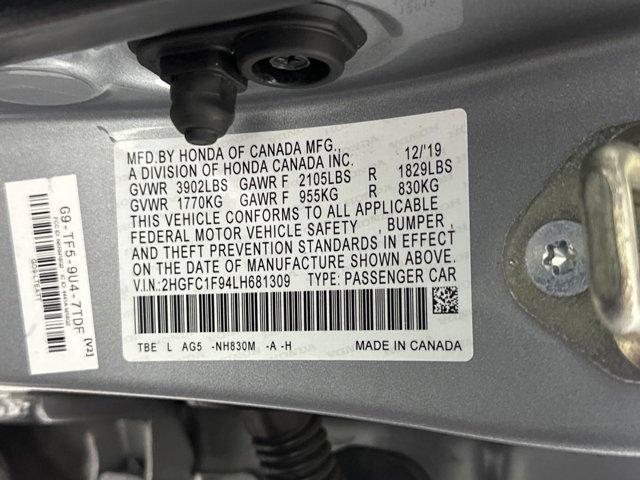 MFD.BY HONDA OF CANADA MFG., 12/'19
A DIVISION OF HONDA CANADA INC.
GVWR 3902LBS GAWR F 2105LBS R 1829LBS
GVWR 1770KG GAWR F 955KG R 830KG
THIS VEHICLE CONFORMS TO ALL APPLICABLE
FEDERAL MOTOR VEHICLE SAFETY , BUMPER ,
AND THEFT PREVENTION STANDARDS IN EFFECT
ON THE DATE OF MANUFACTURE SHOWN ABOVE.
V.I.N.:2HGFC1F94LH681309 TYPE: PASSENGER CAR
TBE L AG5 -NH830M -A -H MADE IN CANADA
G9-TF5-9U4-7TDF [V2]